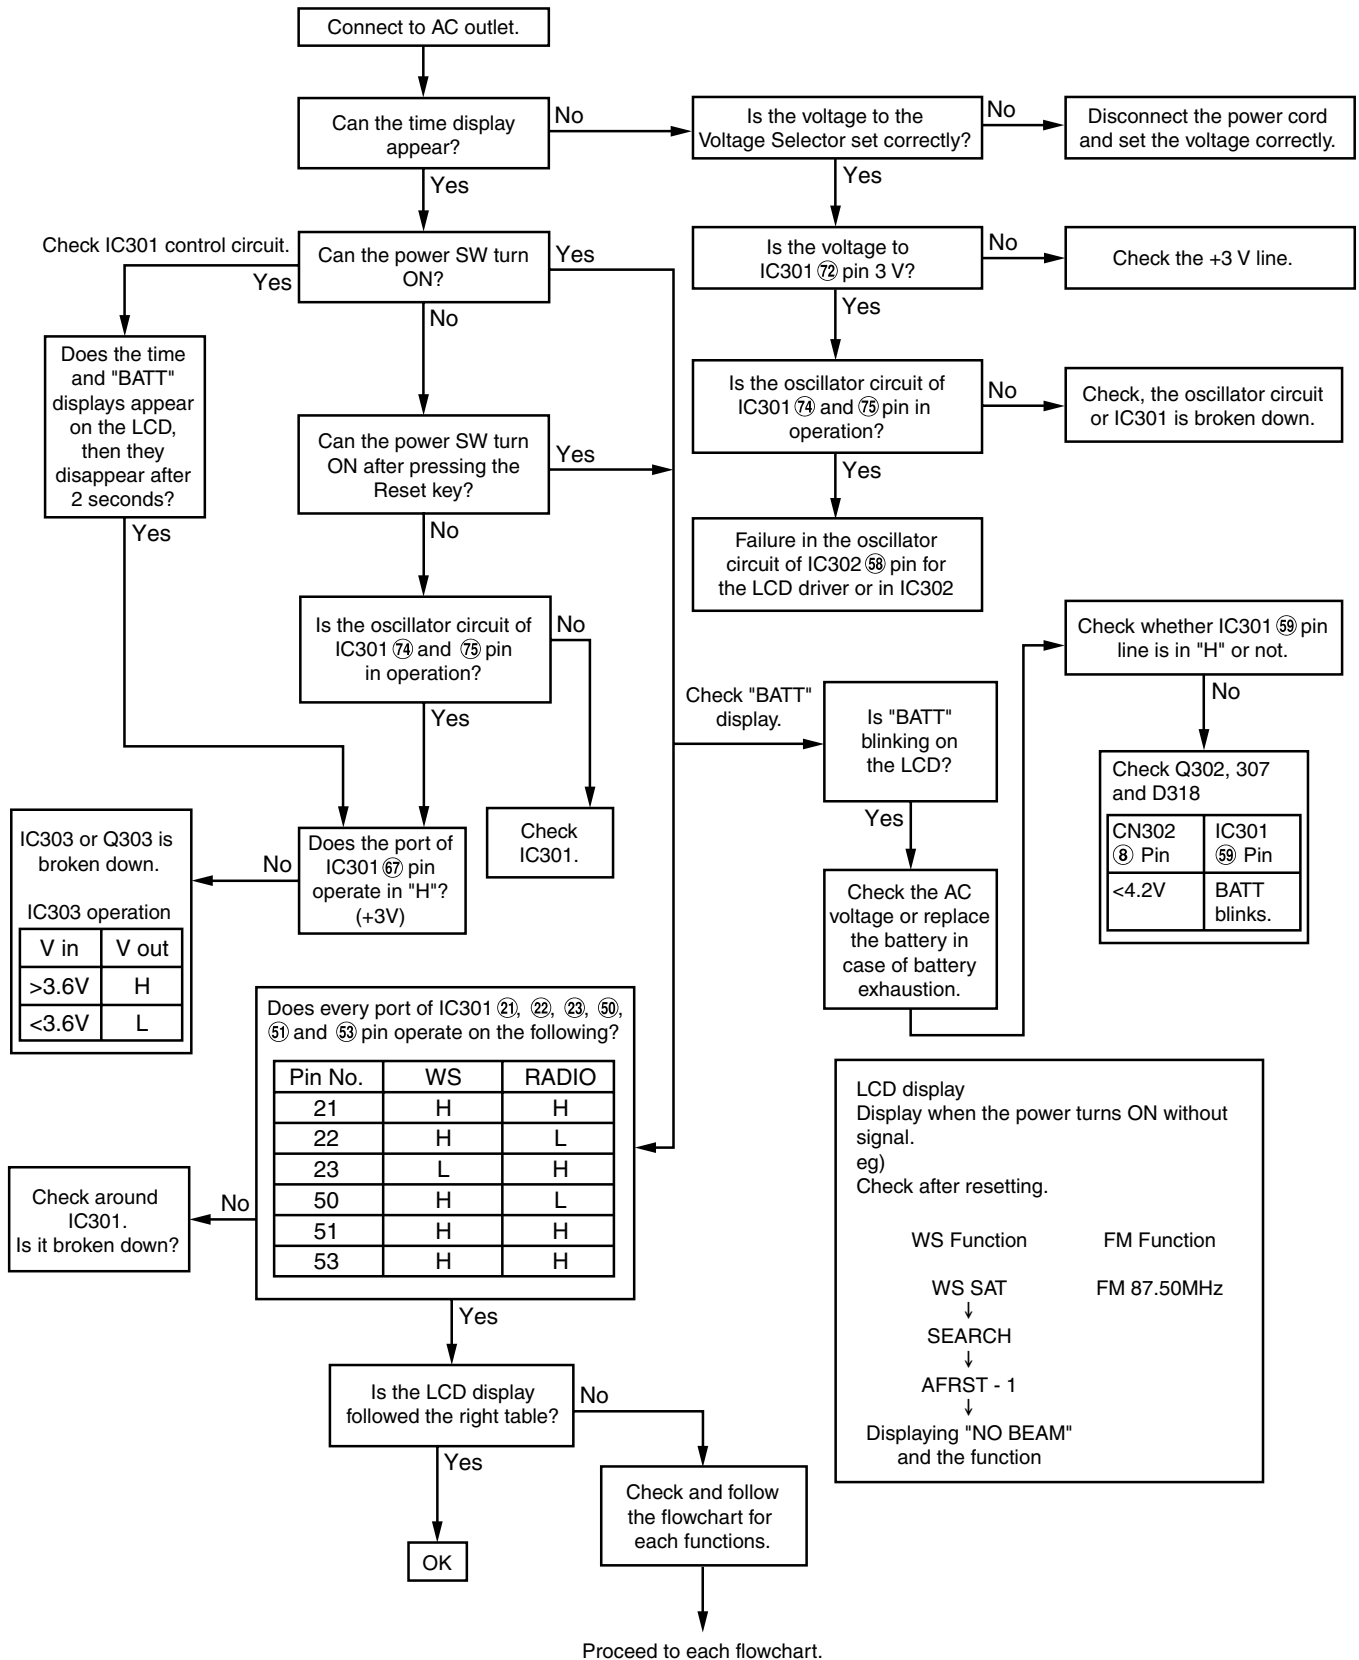 Connect to AC outlet.
Can the time display
appear?
No
Is the voltage to the
Voltage Selector set correctly?
No
Disconnect the power cord
and set the voltage correctly.
Yes
Yes
Check IC301 control circuit.
Yes
Can the power SW turn
ON?
Yes
Is the voltage to
IC301 72 pin 3 V?
No
Check the +3 V line.
No
Yes
Does the time
and "BATT"
displays appear
on the LCD,
then they
disappear after
2 seconds?
Yes
Can the power SW turn
ON after pressing the
Reset key?
Yes
Is the oscillator circuit of
IC301 74 and 75 pin in
operation?
No
Check, the oscillator circuit
or IC301 is broken down.
No
Yes
Failure in the oscillator
circuit of IC302 58 pin for
the LCD driver or in IC302
Is the oscillator circuit of
IC301 74 and 75 pin
in operation?
No
Yes
Check
IC301.
Check "BATT"
display.
Is "BATT"
blinking on
the LCD?
Yes
Check the AC
voltage or replace
the battery in
case of battery
exhaustion.
Check whether IC301 59 pin
line is in "H" or not.
No
Check Q302, 307
and D318
CN302 IC301
8 Pin 59 Pin
<4.2V BATT
blinks.
Does the port of
IC301 67 pin
operate in "H"?
(+3V)
No
IC303 or Q303 is
broken down.
IC303 operation
V in V out
>3.6V H
<3.6V L
Does every port of IC301 21, 22, 23, 50,
51 and 53 pin operate on the following?
Pin No. WS RADIO
21 H H
22 H L
23 L H
50 H L
51 H H
53 H H
No
Check around
IC301.
Is it broken down?
Yes
Is the LCD display
followed the right table?
No
Yes
OK
Check and follow
the flowchart for
each functions.
Proceed to each flowchart.
LCD display
Display when the power turns ON without
signal.
eg)
Check after resetting.
WS Function FM Function
WS SAT FM 87.50MHz
↓
SEARCH
↓
AFRST - 1
↓
Displaying "NO BEAM"
and the function